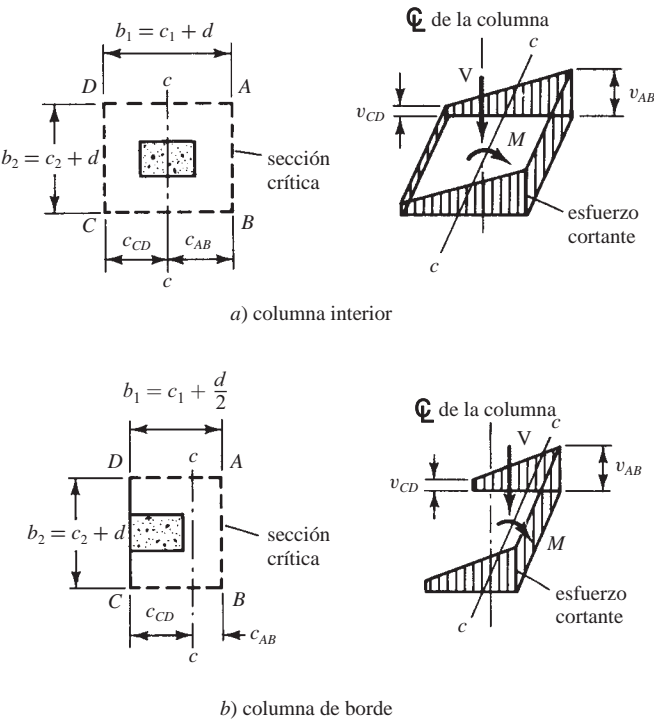 b₁ = c₁ + d
c
D
A
b₂ = c₂ + d
sección
crítica
C
c_CD
c_AB
B
c
℄ de la columna
c
V
v_AB
v_CD
M
esfuerzo
cortante
c
a) columna interior
b₁ = c₁ + d/2
D
c
A
b₂ = c₂ + d
sección
crítica
C
c_CD
B
c_AB
c
℄ de la columna
c
V
v_CD
v_AB
M
esfuerzo
cortante
c
b) columna de borde